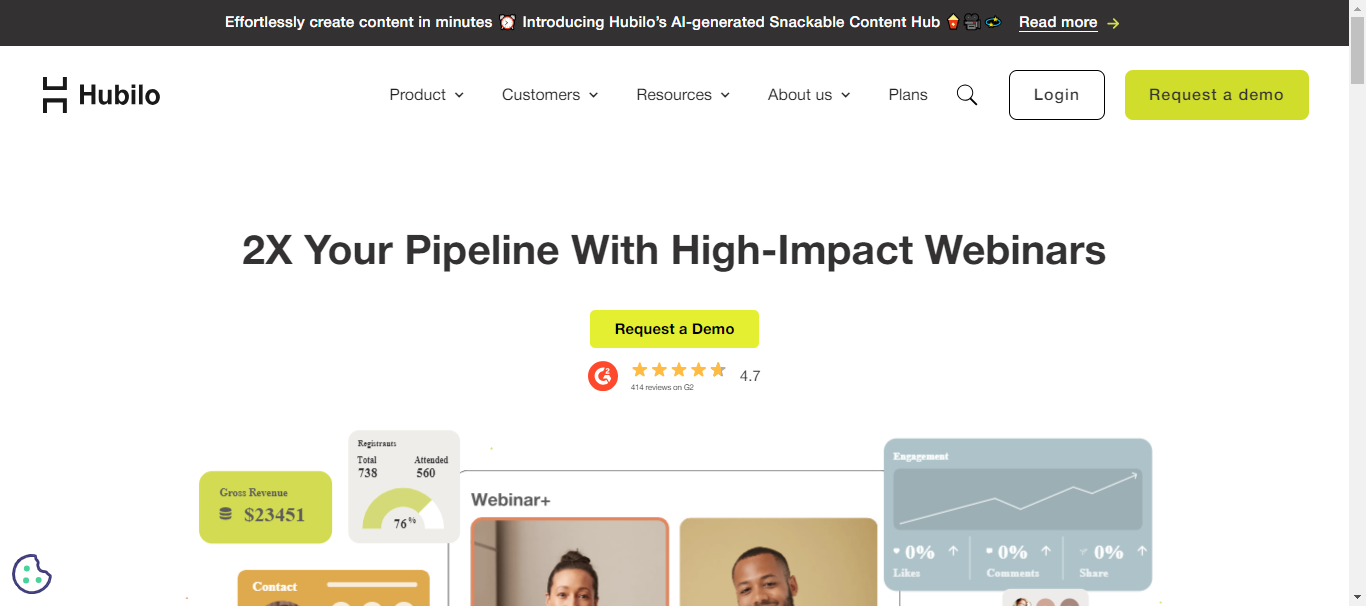 Effortlessly create content in minutes ⏰ Introducing Hubilo's AI-generated Snackable Content Hub 🍿🎥💫 Read more →
Hubilo
Product
Customers
Resources
About us
Plans
Login
Request a demo
2X Your Pipeline With High-Impact Webinars
Request a Demo
4.7
414 reviews on G2
Registrants
Total Attended
738 560
76%
Gross Revenue
$23451
Webinar+
Engagement
0% 0% 0%
Likes Comments Share
Contact